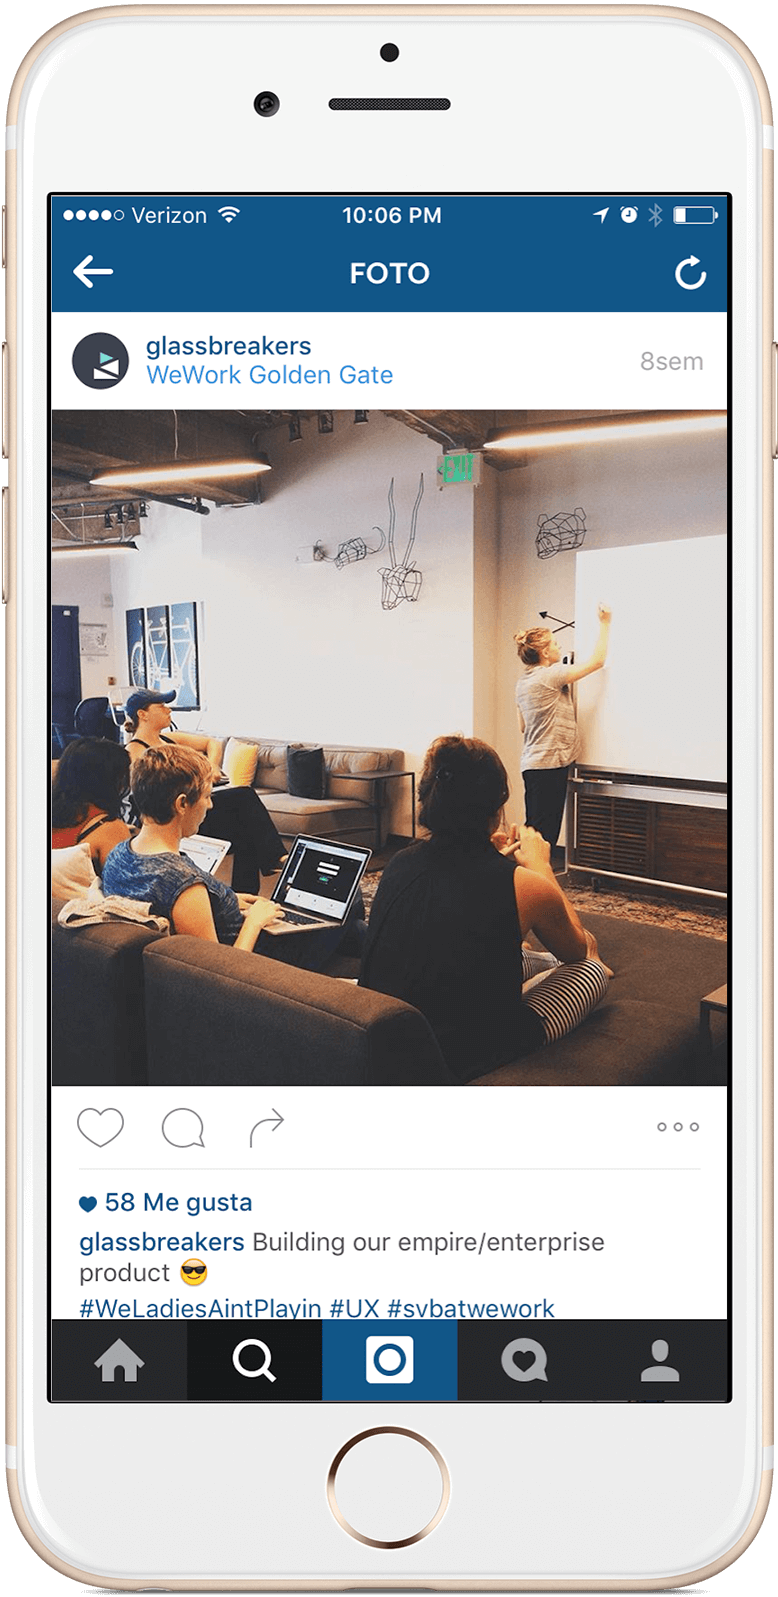 Verizon 10:06 PM
FOTO
glassbreakers 8sem
WeWork Golden Gate
EXIT
58 Me gusta
glassbreakers Building our empire/enterprise
product 😎
#WeLadiesAintPlayin #UX #svbatwework